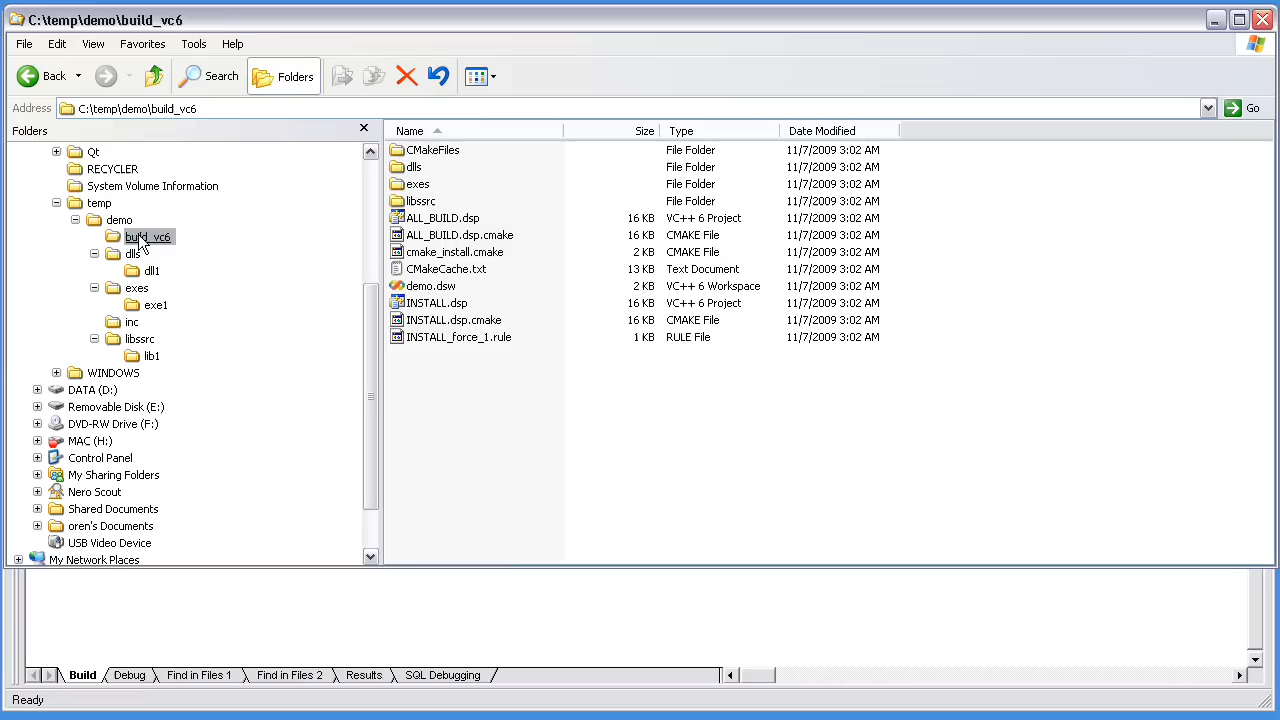 C:\temp\demo\build_vc6
File Edit View Favorites Tools Help
Back Search Folders
Address C:\temp\demo\build_vc6 Go
Folders
Qt
RECYCLER
System Volume Information
temp
demo
build_vc6
dlls
dll1
exes
exe1
inc
libssrc
lib1
WINDOWS
DATA (D:)
Removable Disk (E:)
DVD-RW Drive (F:)
MAC (H:)
Control Panel
My Sharing Folders
Nero Scout
Shared Documents
oren's Documents
USB Video Device
My Network Places
Name Size Type Date Modified
CMakeFiles File Folder 11/7/2009 3:02 AM
dlls File Folder 11/7/2009 3:02 AM
exes File Folder 11/7/2009 3:02 AM
libssrc File Folder 11/7/2009 3:02 AM
ALL_BUILD.dsp 16 KB VC++ 6 Project 11/7/2009 3:02 AM
ALL_BUILD.dsp.cmake 16 KB CMAKE File 11/7/2009 3:02 AM
cmake_install.cmake 2 KB CMAKE File 11/7/2009 3:02 AM
CMakeCache.txt 13 KB Text Document 11/7/2009 3:02 AM
demo.dsw 2 KB VC++ 6 Workspace 11/7/2009 3:02 AM
INSTALL.dsp 16 KB VC++ 6 Project 11/7/2009 3:02 AM
INSTALL.dsp.cmake 16 KB CMAKE File 11/7/2009 3:02 AM
INSTALL_force_1.rule 1 KB RULE File 11/7/2009 3:02 AM
Build Debug Find in Files 1 Find in Files 2 Results SQL Debugging
Ready